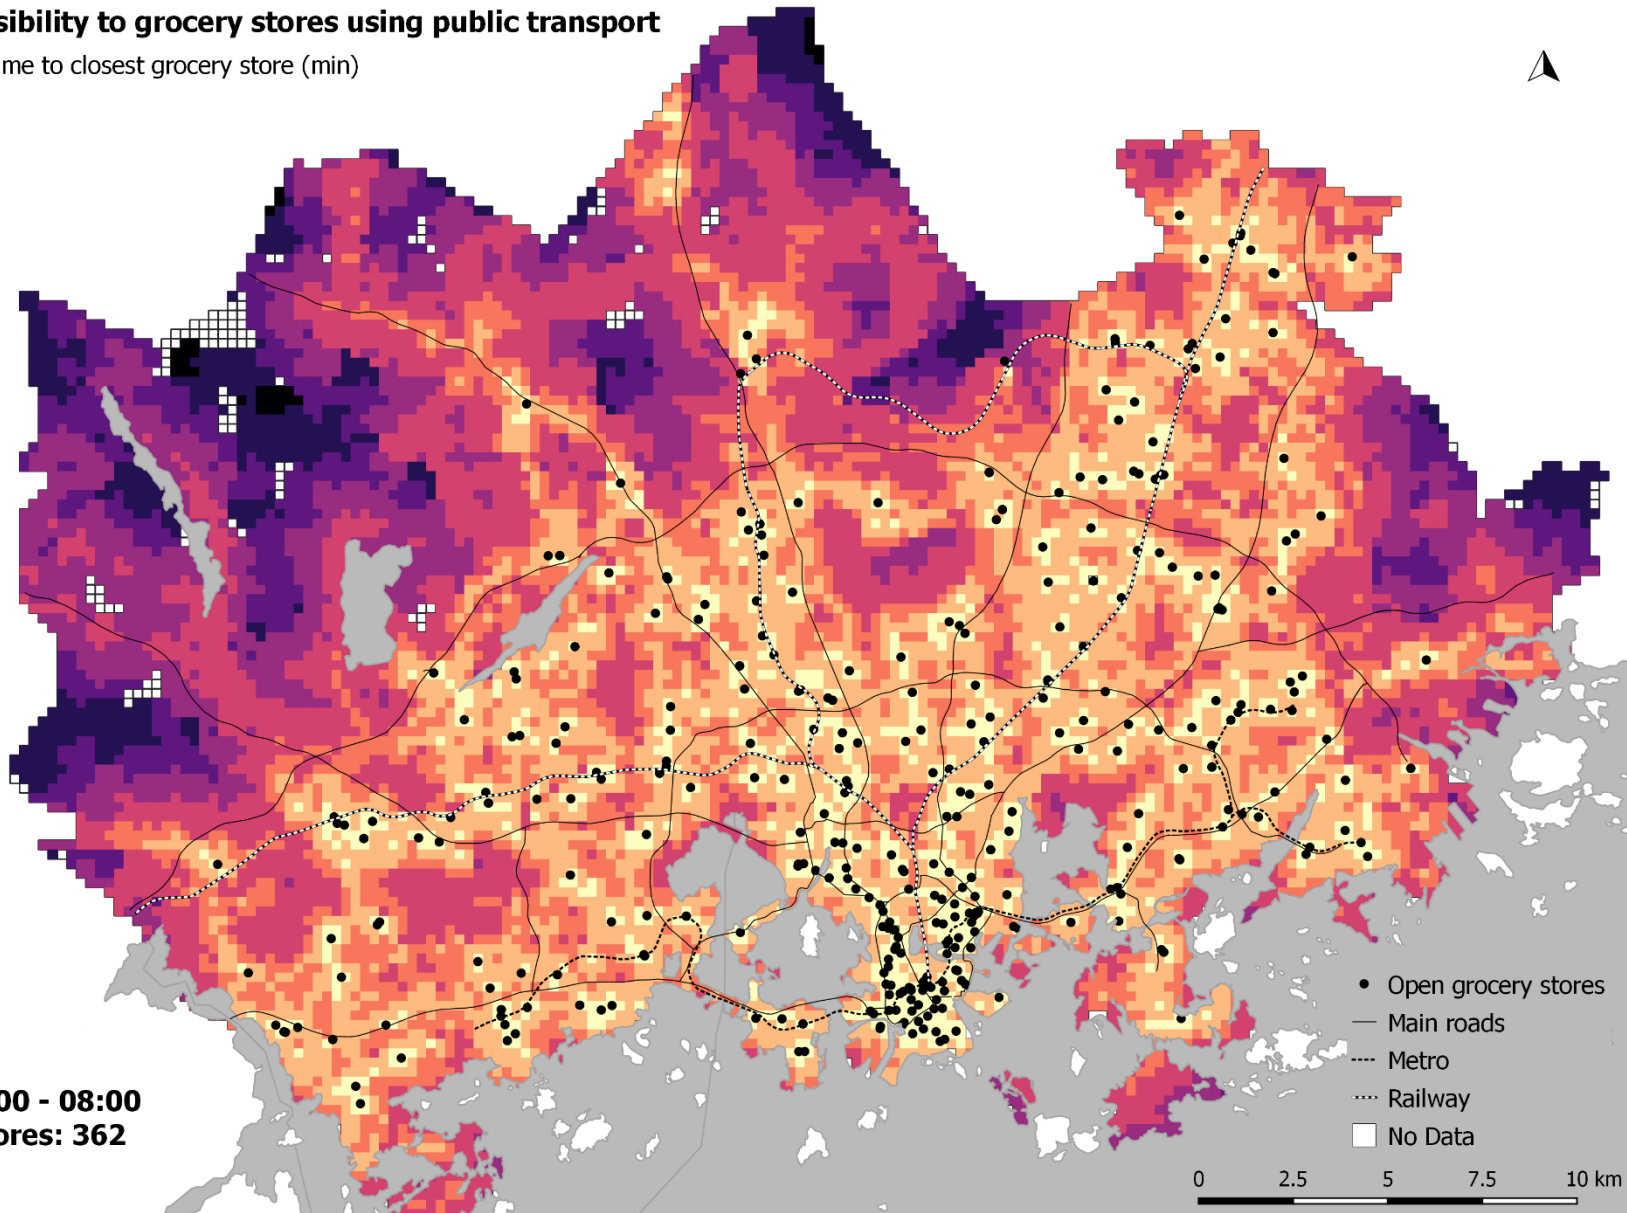 sibility to grocery stores using public transport
me to closest grocery store (min)
Open grocery stores
Main roads
Metro
Railway
No Data
00 - 08:00
ores: 362
0 2.5 5 7.5 10 km